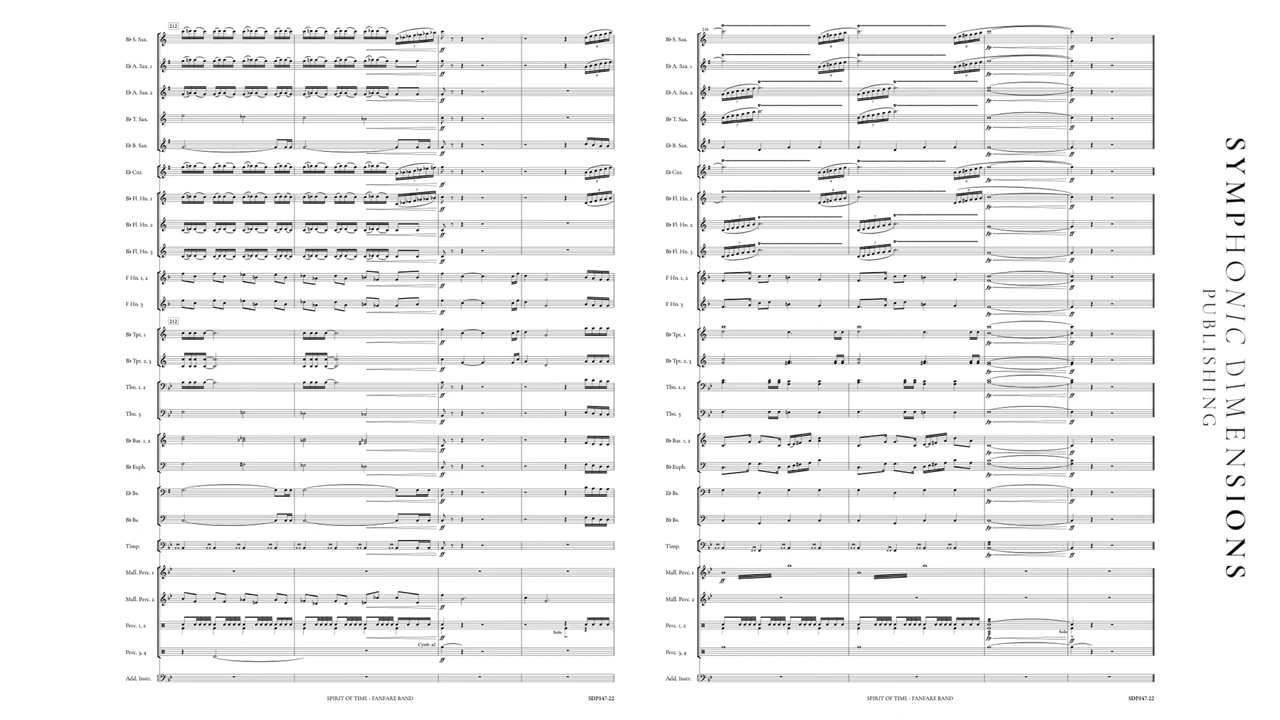 212
B♭ S. Sax.
E♭ A. Sax. 1
E♭ A. Sax. 2
B♭ T. Sax.
E♭ B. Sax.
E♭ Cnt.
B♭ Fl. Hn. 1
B♭ Fl. Hn. 2
B♭ Fl. Hn. 3
F Hn. 1, 2
F Hn. 3
212
B♭ Tpt. 1
B♭ Tpt. 2, 3
Tbn. 1, 2
Tbn. 3
B♭ Bar. 1, 2
B♭ Euph.
E♭ Bs.
B♭ Bs.
Timp.
Mall. Perc. 1
Mall. Perc. 2
Perc. 1, 2
Solo
Cymb. a2
Perc. 3, 4
Add. Instr.
SPIRIT OF TIME - FANFARE BAND
SDP147-22
216
B♭ S. Sax.
E♭ A. Sax. 1
E♭ A. Sax. 2
B♭ T. Sax.
E♭ B. Sax.
E♭ Cnt.
B♭ Fl. Hn. 1
B♭ Fl. Hn. 2
B♭ Fl. Hn. 3
F Hn. 1, 2
F Hn. 3
B♭ Tpt. 1
B♭ Tpt. 2, 3
Tbn. 1, 2
Tbn. 3
B♭ Bar. 1, 2
B♭ Euph.
E♭ Bs.
B♭ Bs.
Timp.
Mall. Perc. 1
Mall. Perc. 2
Perc. 1, 2
Solo
Perc. 3, 4
Add. Instr.
SPIRIT OF TIME - FANFARE BAND
SDP147-22
SYMPHONIC DIMENSIONS
PUBLISHING